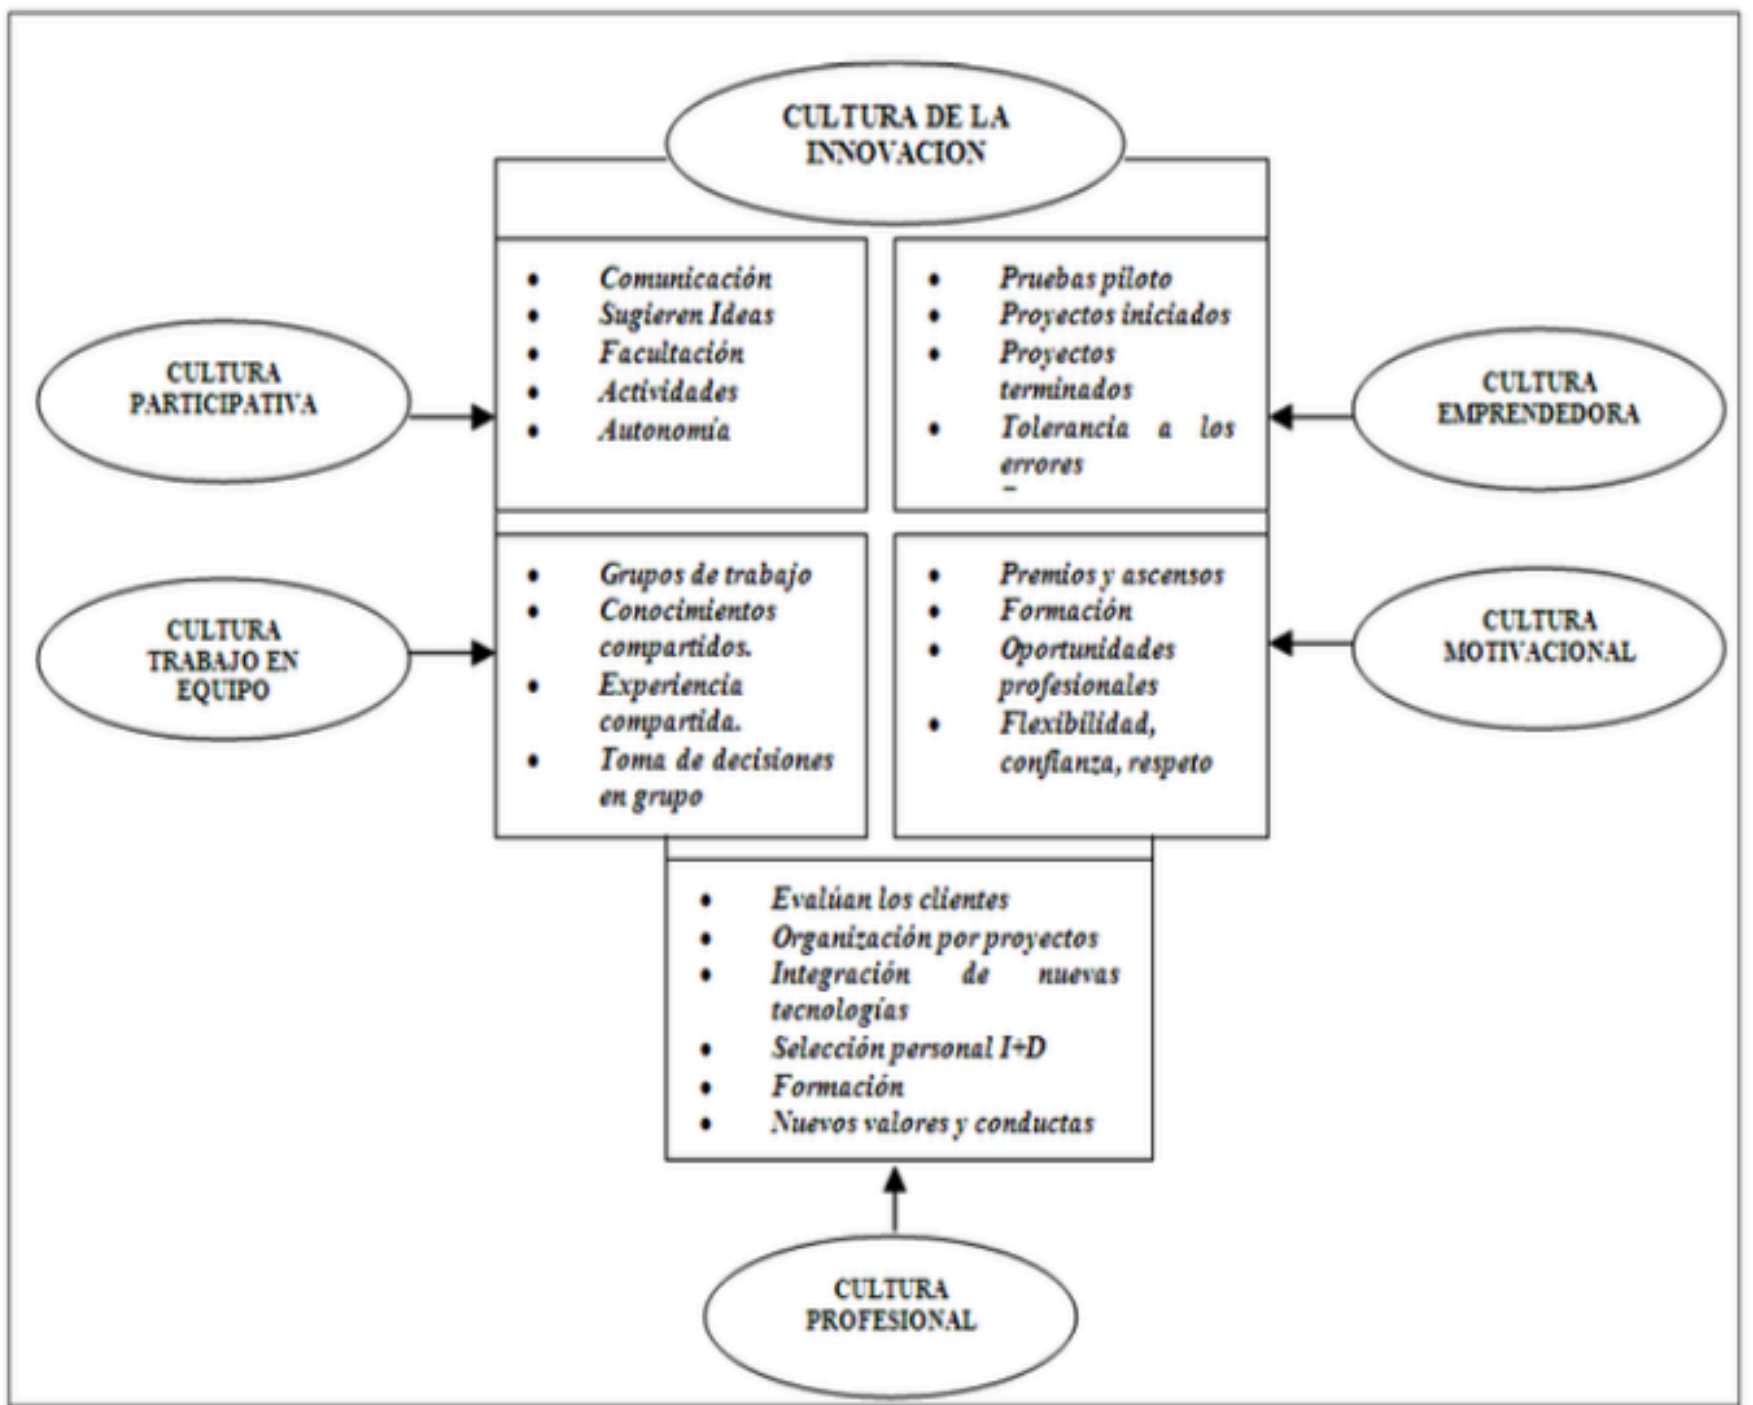 CULTURA DE LA
INNOVACION
• Comunicación
• Sugieren Ideas
• Facultación
• Actividades
• Autonomía
• Pruebas piloto
• Proyectos iniciados
• Proyectos
terminados
• Tolerancia a los
errores
CULTURA
PARTICIPATIVA
CULTURA
EMPRENDEDORA
• Grupos de trabajo
• Conocimientos
compartidos.
• Experiencia
compartida.
• Toma de decisiones
en grupo
• Premios y ascensos
• Formación
• Oportunidades
profesionales
• Flexibilidad,
confianza, respeto
CULTURA
TRABAJO EN
EQUIPO
CULTURA
MOTIVACIONAL
• Evalúan los clientes
• Organización por proyectos
• Integración de nuevas
tecnologías
• Selección personal I+D
• Formación
• Nuevos valores y conductas
CULTURA
PROFESIONAL